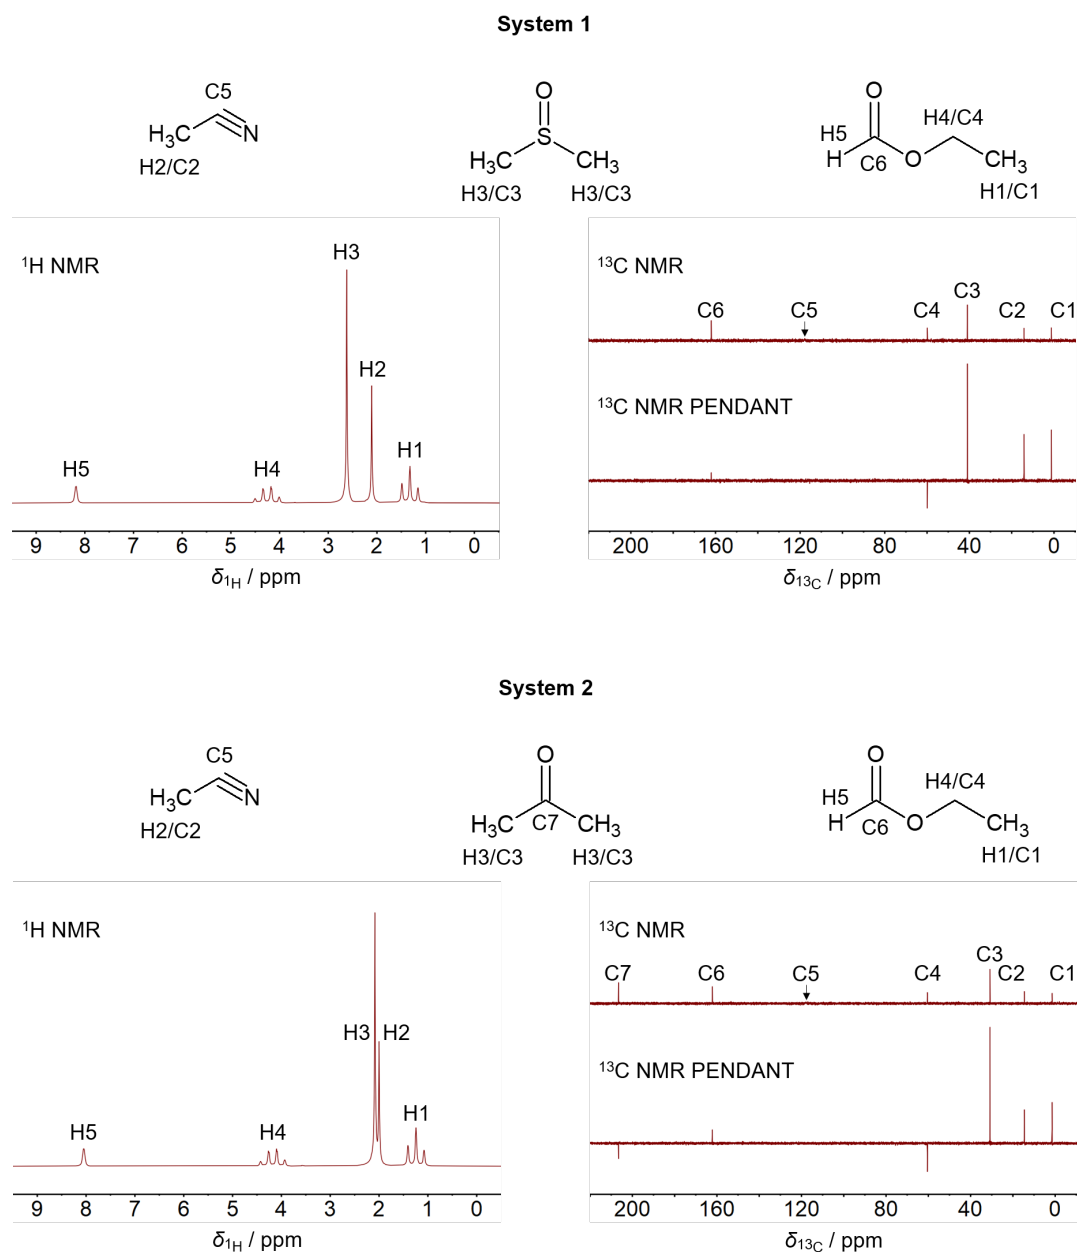 System 1
C5
H₃C
N
H2/C2
O
S
H₃C
CH₃
H3/C3
H3/C3
O
H5
H
C6
O
H4/C4
CH₃
H1/C1
¹H NMR
H5
H4
H3
H2
H1
9 8 7 6 5 4 3 2 1 0
δ₁H / ppm
¹³C NMR
C6
C5
C4
C3
C2
C1
¹³C NMR PENDANT
200 160 120 80 40 0
δ₁₃C / ppm
System 2
C5
H₃C
N
H2/C2
O
H₃C
C7
CH₃
H3/C3
H3/C3
O
H5
H
C6
O
H4/C4
CH₃
H1/C1
¹H NMR
H5
H4
H3
H2
H1
9 8 7 6 5 4 3 2 1 0
δ₁H / ppm
¹³C NMR
C7
C6
C5
C4
C3
C2
C1
¹³C NMR PENDANT
200 160 120 80 40 0
δ₁₃C / ppm